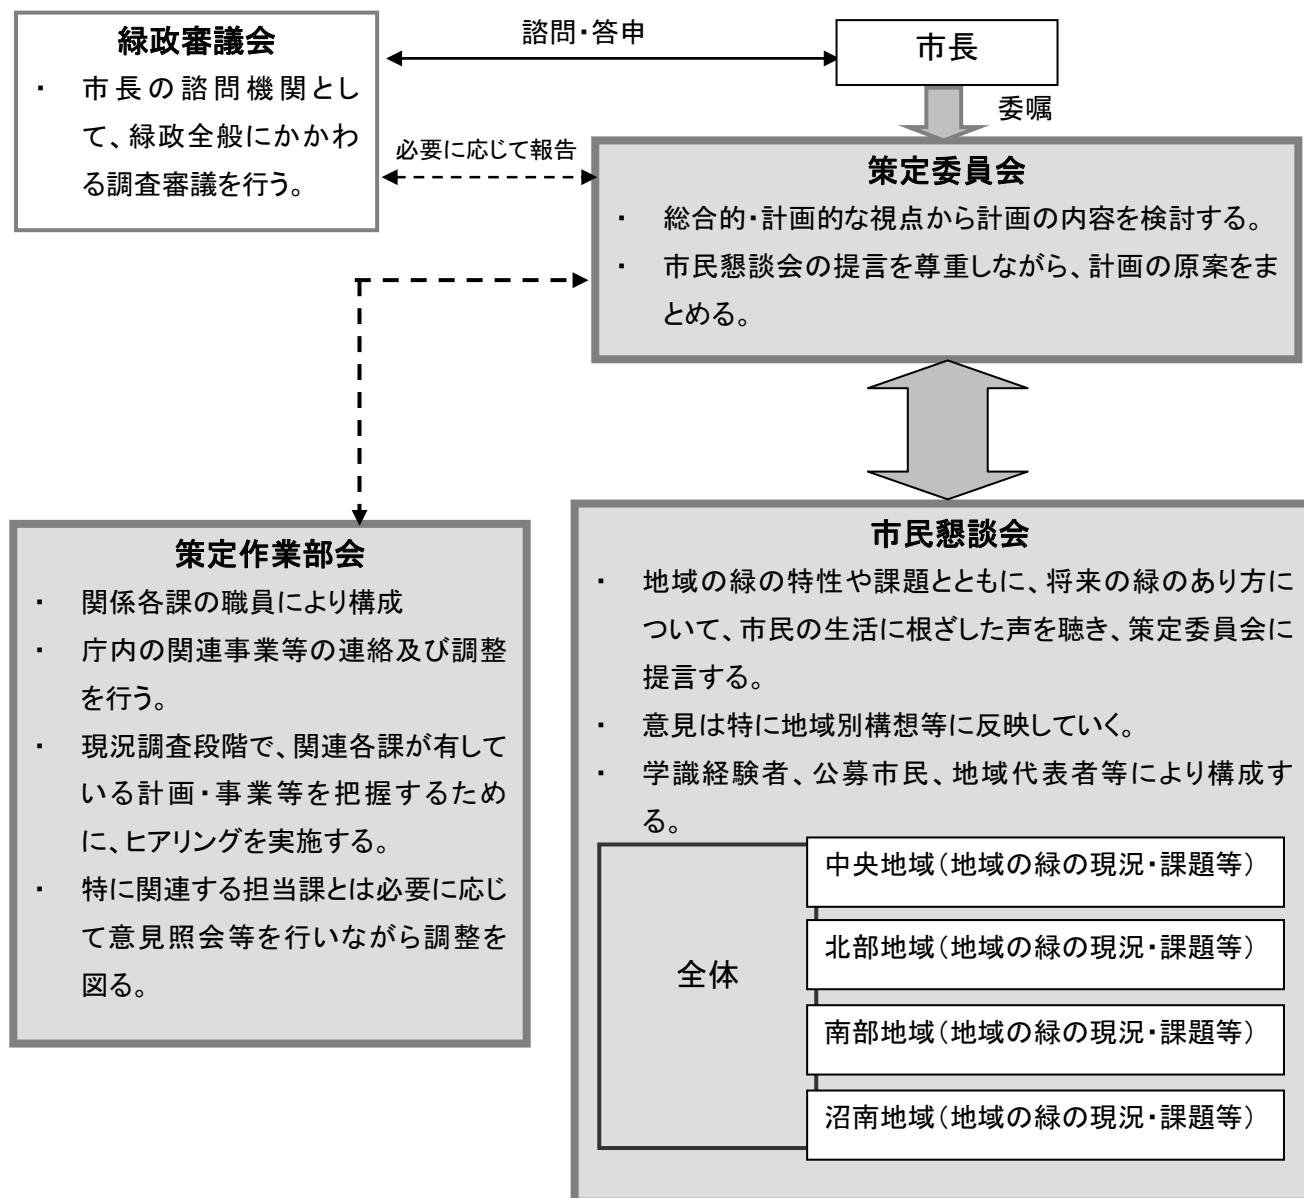 緑政審議会
・ 市長の諮問機関とし
て、緑政全般にかかわ
る調査審議を行う。
諮問・答申
市長
委嘱
必要に応じて報告
策定委員会
・ 総合的・計画的な視点から計画の内容を検討する。
・ 市民懇談会の提言を尊重しながら、計画の原案をま
とめる。
策定作業部会
・ 関係各課の職員により構成
・ 庁内の関連事業等の連絡及び調整
を行う。
・ 現況調査段階で、関連各課が有して
いる計画・事業等を把握するため
に、ヒアリングを実施する。
・ 特に関連する担当課とは必要に応じ
て意見照会等を行いながら調整を
図る。
市民懇談会
・ 地域の緑の特性や課題とともに、将来の緑のあり方に
ついて、市民の生活に根ざした声を聴き、策定委員会に
提言する。
・ 意見は特に地域別構想等に反映していく。
・ 学識経験者、公募市民、地域代表者等により構成す
る。
全体
中央地域（地域の緑の現況・課題等）
北部地域（地域の緑の現況・課題等）
南部地域（地域の緑の現況・課題等）
沼南地域（地域の緑の現況・課題等）